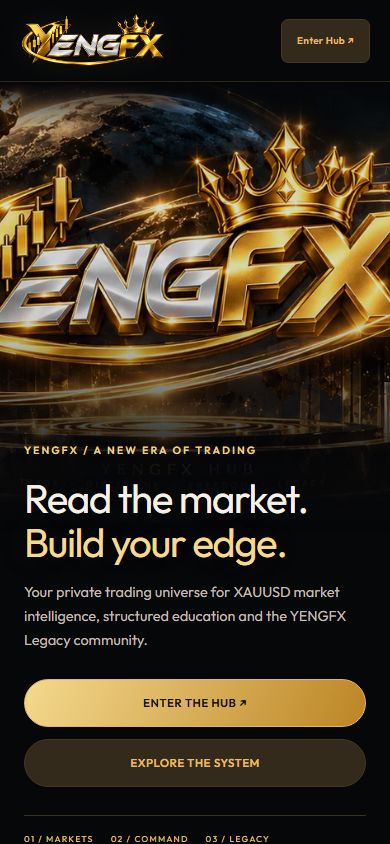 YENGFX
Enter Hub ↗
ENGFX
YENGFX / A NEW ERA OF TRADING
YENGFX HUB
Read the market.
Build your edge.
Your private trading universe for XAUUSD market
intelligence, structured education and the YENGFX
Legacy community.
ENTER THE HUB ↗
EXPLORE THE SYSTEM
01 / MARKETS 02 / COMMAND 03 / LEGACY